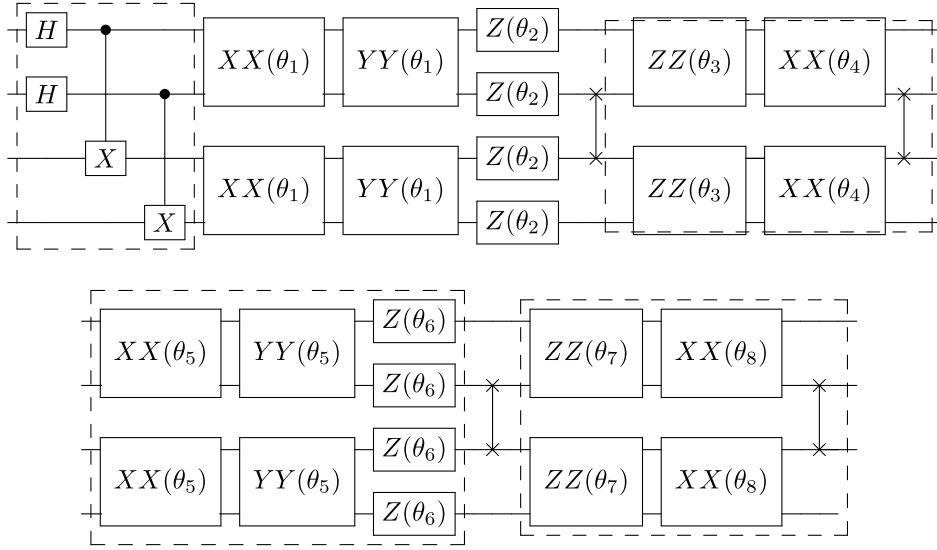 H Z(θ₂)
XX(θ₁) YY(θ₁) ZZ(θ₃) XX(θ₄)
H Z(θ₂)
X Z(θ₂)
XX(θ₁) YY(θ₁) ZZ(θ₃) XX(θ₄)
X Z(θ₂)
Z(θ₆)
XX(θ₅) YY(θ₅) ZZ(θ₇) XX(θ₈)
Z(θ₆)
Z(θ₆)
XX(θ₅) YY(θ₅) ZZ(θ₇) XX(θ₈)
Z(θ₆)